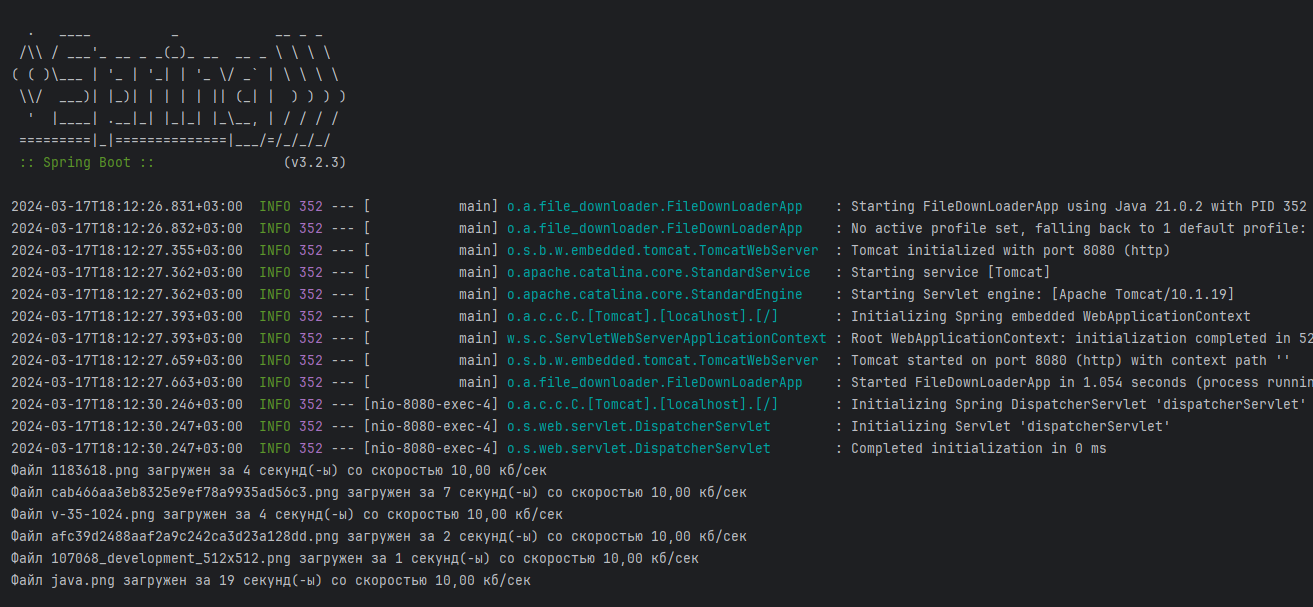 .   ____          _            __ _ _
 /\\ / ___'_ __ _ _(_)_ __  __ _ \ \ \ \
( ( )\___ | '_ | '_| | '_ \/ _` | \ \ \ \
 \\/  ___)| |_)| | | | | || (_| |  ) ) ) )
  '  |____| .__|_| |_|_| |_\__, | / / / /
 =========|_|==============|___/=/_/_/_/
 :: Spring Boot ::                (v3.2.3)
2024-03-17T18:12:26.831+03:00  INFO 352 --- [           main] o.a.file_downloader.FileDownLoaderApp    : Starting FileDownLoaderApp using Java 21.0.2 with PID 352
2024-03-17T18:12:26.832+03:00  INFO 352 --- [           main] o.a.file_downloader.FileDownLoaderApp    : No active profile set, falling back to 1 default profile:
2024-03-17T18:12:27.355+03:00  INFO 352 --- [           main] o.s.b.w.embedded.tomcat.TomcatWebServer  : Tomcat initialized with port 8080 (http)
2024-03-17T18:12:27.362+03:00  INFO 352 --- [           main] o.apache.catalina.core.StandardService   : Starting service [Tomcat]
2024-03-17T18:12:27.362+03:00  INFO 352 --- [           main] o.apache.catalina.core.StandardEngine    : Starting Servlet engine: [Apache Tomcat/10.1.19]
2024-03-17T18:12:27.393+03:00  INFO 352 --- [           main] o.a.c.c.C.[Tomcat].[localhost].[/]       : Initializing Spring embedded WebApplicationContext
2024-03-17T18:12:27.393+03:00  INFO 352 --- [           main] w.s.c.ServletWebServerApplicationContext : Root WebApplicationContext: initialization completed in 52
2024-03-17T18:12:27.659+03:00  INFO 352 --- [           main] o.s.b.w.embedded.tomcat.TomcatWebServer  : Tomcat started on port 8080 (http) with context path ''
2024-03-17T18:12:27.663+03:00  INFO 352 --- [           main] o.a.file_downloader.FileDownLoaderApp    : Started FileDownLoaderApp in 1.054 seconds (process runnin
2024-03-17T18:12:30.246+03:00  INFO 352 --- [nio-8080-exec-4] o.a.c.c.C.[Tomcat].[localhost].[/]       : Initializing Spring DispatcherServlet 'dispatcherServlet'
2024-03-17T18:12:30.247+03:00  INFO 352 --- [nio-8080-exec-4] o.s.web.servlet.DispatcherServlet        : Initializing Servlet 'dispatcherServlet'
2024-03-17T18:12:30.247+03:00  INFO 352 --- [nio-8080-exec-4] o.s.web.servlet.DispatcherServlet        : Completed initialization in 0 ms
Файл 1183618.png загружен за 4 секунд(-ы) со скоростью 10,00 кб/сек
Файл cab466aa3eb8325e9ef78a9935ad56c3.png загружен за 7 секунд(-ы) со скоростью 10,00 кб/сек
Файл v-35-1024.png загружен за 4 секунд(-ы) со скоростью 10,00 кб/сек
Файл afc39d2488aaf2a9c242ca3d23a128dd.png загружен за 2 секунд(-ы) со скоростью 10,00 кб/сек
Файл 107068_development_512x512.png загружен за 1 секунд(-ы) со скоростью 10,00 кб/сек
Файл java.png загружен за 19 секунд(-ы) со скоростью 10,00 кб/сек